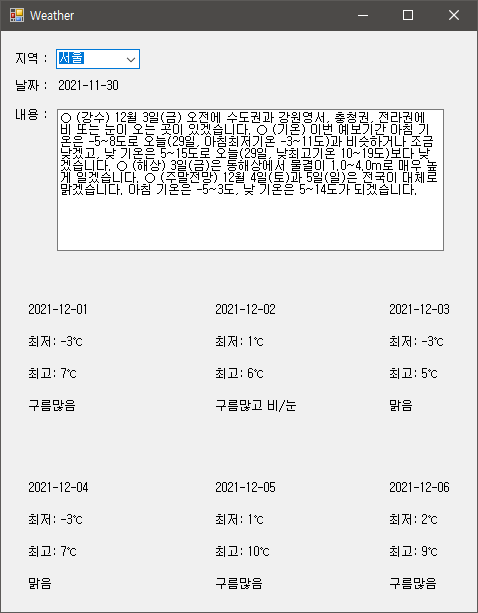 Weather
지역 : 서울
날짜 : 2021-11-30
내용 : ○ (강수) 12월 3일(금) 오전에 수도권과 강원영서, 충청권, 전라권에
비 또는 눈이 오는 곳이 있겠습니다. ○ (기온) 이번 예보기간 아침 기
온은 -5~8도로 오늘(29일, 아침최저기온 -3~11도)과 비슷하거나 조금
낮겠고, 낮 기온은 5~15도로 오늘(29일, 낮최고기온 10~19도)보다 낮
겠습니다. ○ (해상) 3일(금)은 동해상에서 물결이 1.0~4.0m로 매우 높
게 일겠습니다. ○ (주말전망) 12월 4일(토)과 5일(일)은 전국이 대체로
맑겠습니다. 아침 기온은 -5~3도, 낮 기온은 5~14도가 되겠습니다.
2021-12-01 2021-12-02 2021-12-03
최저: -3℃ 최저: 1℃ 최저: -3℃
최고: 7℃ 최고: 6℃ 최고: 5℃
구름많음 구름많고 비/눈 맑음
2021-12-04 2021-12-05 2021-12-06
최저: -3℃ 최저: 1℃ 최저: 2℃
최고: 7℃ 최고: 10℃ 최고: 9℃
맑음 구름많음 구름많음